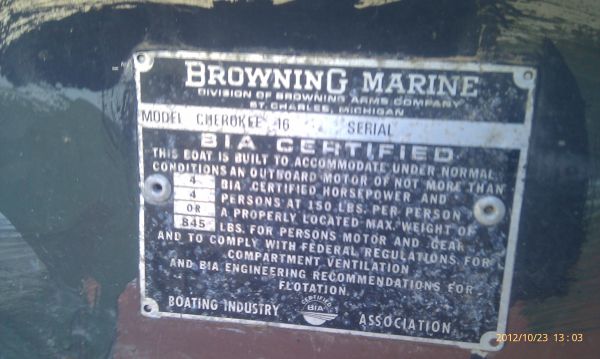 BROWNING MARINE
DIVISION OF BROWNING ARMS COMPANY
ST. CHARLES, MICHIGAN
MODEL CHEROKEE 16 SERIAL
BIA CERTIFIED
THIS BOAT IS BUILT TO ACCOMMODATE UNDER NORMAL
CONDITIONS AN OUTBOARD MOTOR OF NOT MORE THAN
4 BIA CERTIFIED HORSEPOWER AND
4 PERSONS AT 150 LBS. PER PERSON
OR A PROPERLY LOCATED MAX. WEIGHT OF
845 LBS. FOR PERSONS MOTOR AND GEAR
AND TO COMPLY WITH FEDERAL REGULATIONS FOR
COMPARTMENT VENTILATION
AND BIA ENGINEERING RECOMMENDATIONS FOR
FLOTATION.
BOATING INDUSTRY CERTIFIED BIA ASSOCIATION
2012/10/23 13:03